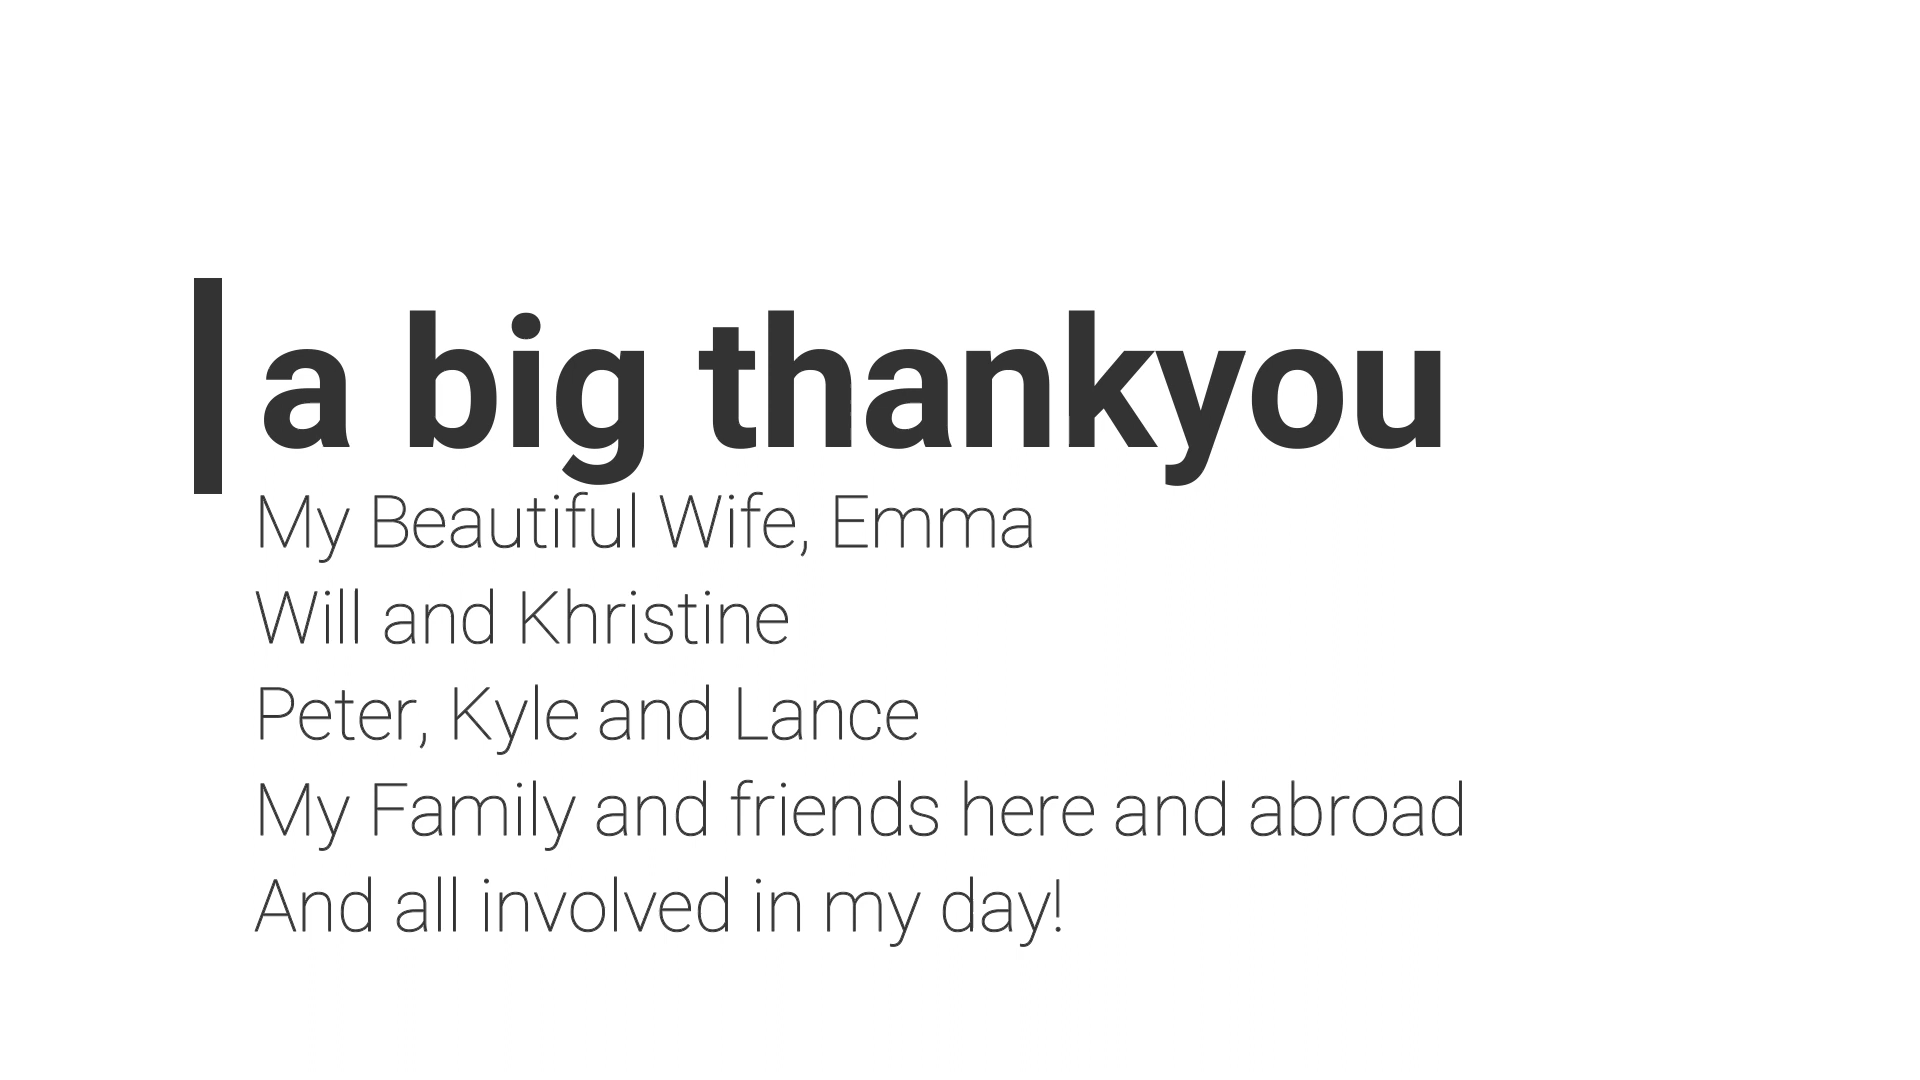 a big thankyou
My Beautiful Wife, Emma
Will and Khristine
Peter, Kyle and Lance
My Family and friends here and abroad
And all involved in my day!